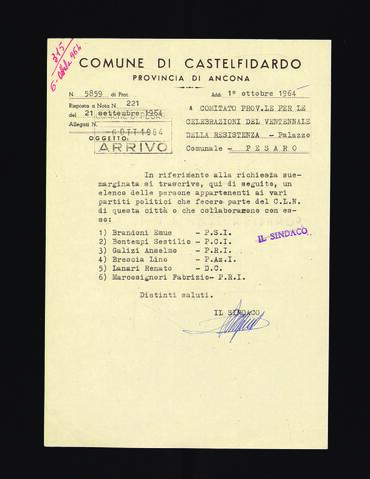 315
COMUNE DI CASTELFIDARDO
PROVINCIA DI ANCONA
N. 5859 di Prot. Addì 1° ottobre 1964
Risposta a Nota N. 221
del 21 settembre 1964
Allegati N.
6 OTT 1964
OGGETTO:
ARRIVO
A COMITATO PROV.LE PER LE
CELEBRAZIONI DEL VENTENNALE
DELLA RESISTENZA - Palazzo
Comunale - PESARO
In riferimento alla richiesta sue-
marginata si trascrive, qui di seguito, un
elenco delle persone appartenenti ai vari
partiti politici che fecero parte del C.L.N.
di questa città o che collaborarono con es-
so:
1) Brandoni Emus - P.S.I.
2) Bontempi Sestilio - P.C.I.
3) Galizi Anselmo - P.R.I.
4) Brescia Lino - P.Az.I.
5) Lanari Renato - D.C.
6) Marcosignori Fabrizio- P.R.I.
IL SINDACO
Distinti saluti.
IL SINDACO